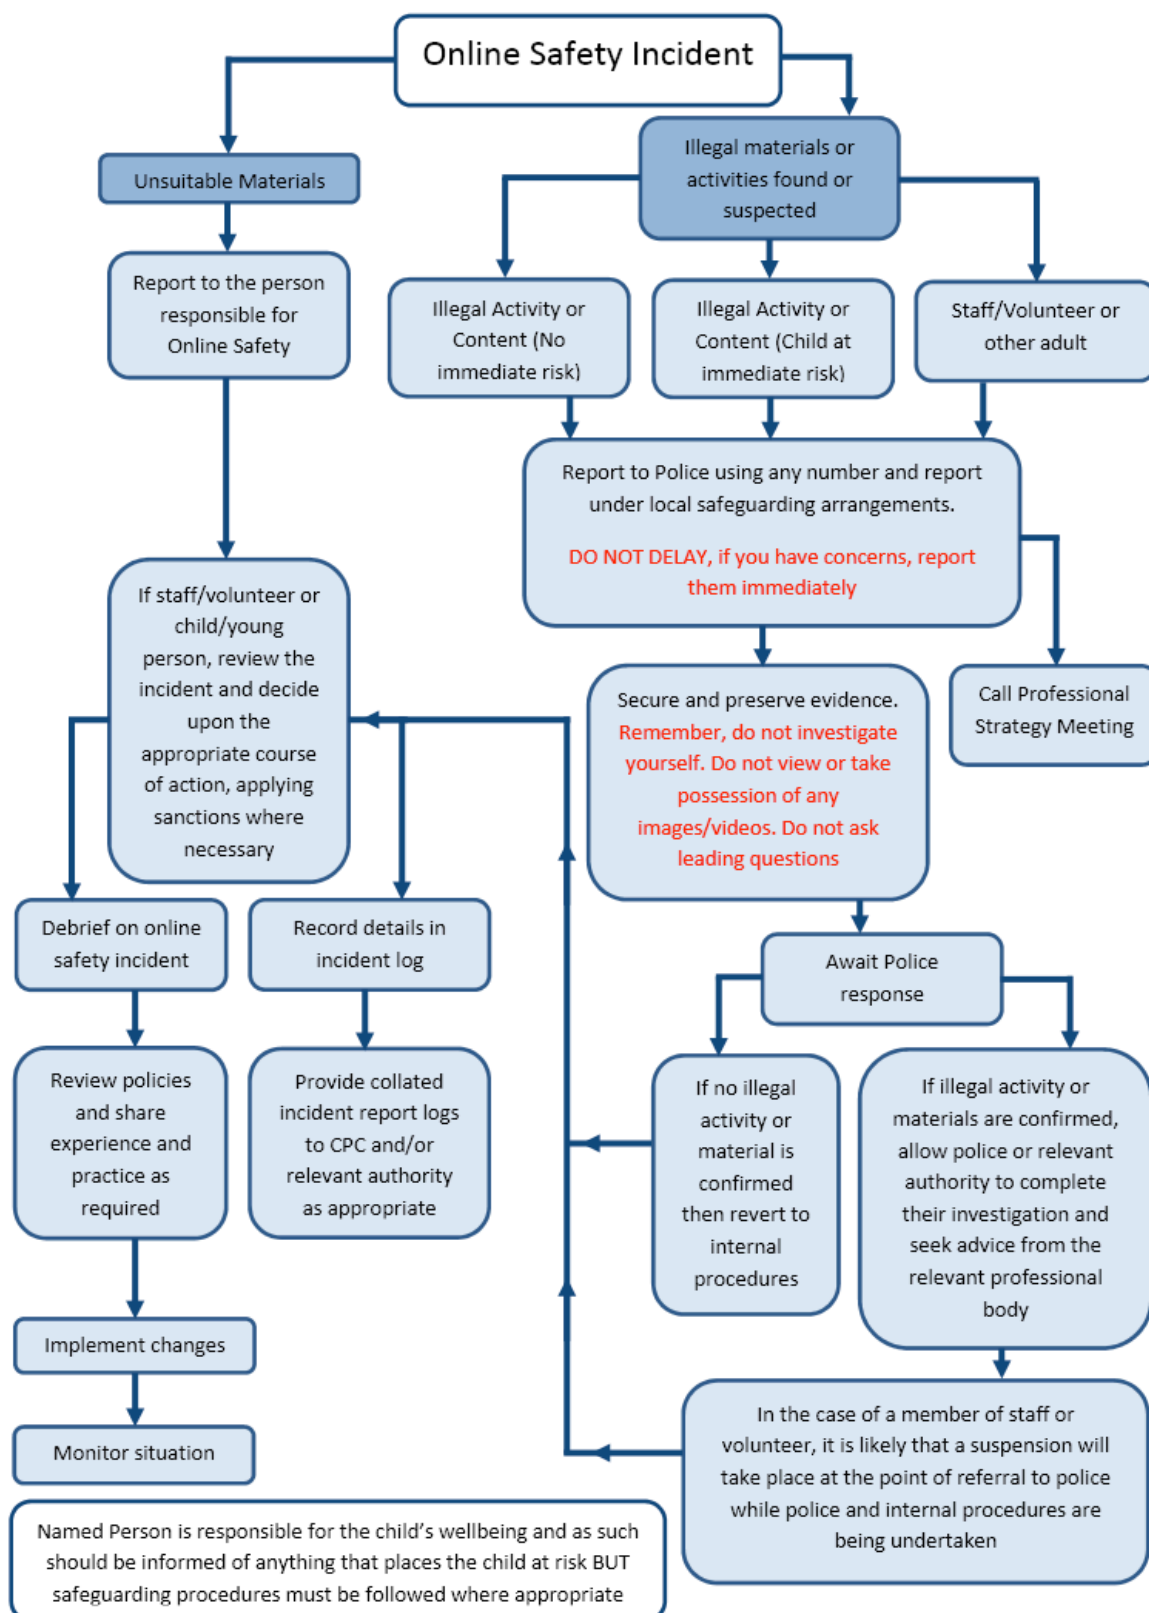 Online Safety Incident
Unsuitable Materials
Illegal materials or
activities found or
suspected
Report to the person
responsible for
Online Safety
Illegal Activity or
Content (No
immediate risk)
Illegal Activity or
Content (Child at
immediate risk)
Staff/Volunteer or
other adult
Report to Police using any number and report
under local safeguarding arrangements.
DO NOT DELAY, if you have concerns, report
them immediately
If staff/volunteer or
child/young
person, review the
incident and decide
upon the
appropriate course
of action, applying
sanctions where
necessary
Secure and preserve evidence.
Remember, do not investigate
yourself. Do not view or take
possession of any
images/videos. Do not ask
leading questions
Call Professional
Strategy Meeting
Debrief on online
safety incident
Record details in
incident log
Await Police
response
Review policies
and share
experience and
practice as
required
Provide collated
incident report logs
to CPC and/or
relevant authority
as appropriate
If no illegal
activity or
material is
confirmed
then revert to
internal
procedures
If illegal activity or
materials are confirmed,
allow police or relevant
authority to complete
their investigation and
seek advice from the
relevant professional
body
Implement changes
Monitor situation
In the case of a member of staff or
volunteer, it is likely that a suspension will
take place at the point of referral to police
while police and internal procedures are
being undertaken
Named Person is responsible for the child’s wellbeing and as such
should be informed of anything that places the child at risk BUT
safeguarding procedures must be followed where appropriate